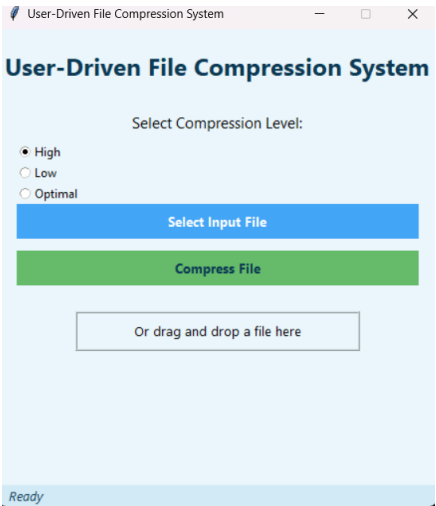 User-Driven File Compression System
User-Driven File Compression System
Select Compression Level:
High
Low
Optimal
Select Input File
Compress File
Or drag and drop a file here
Ready